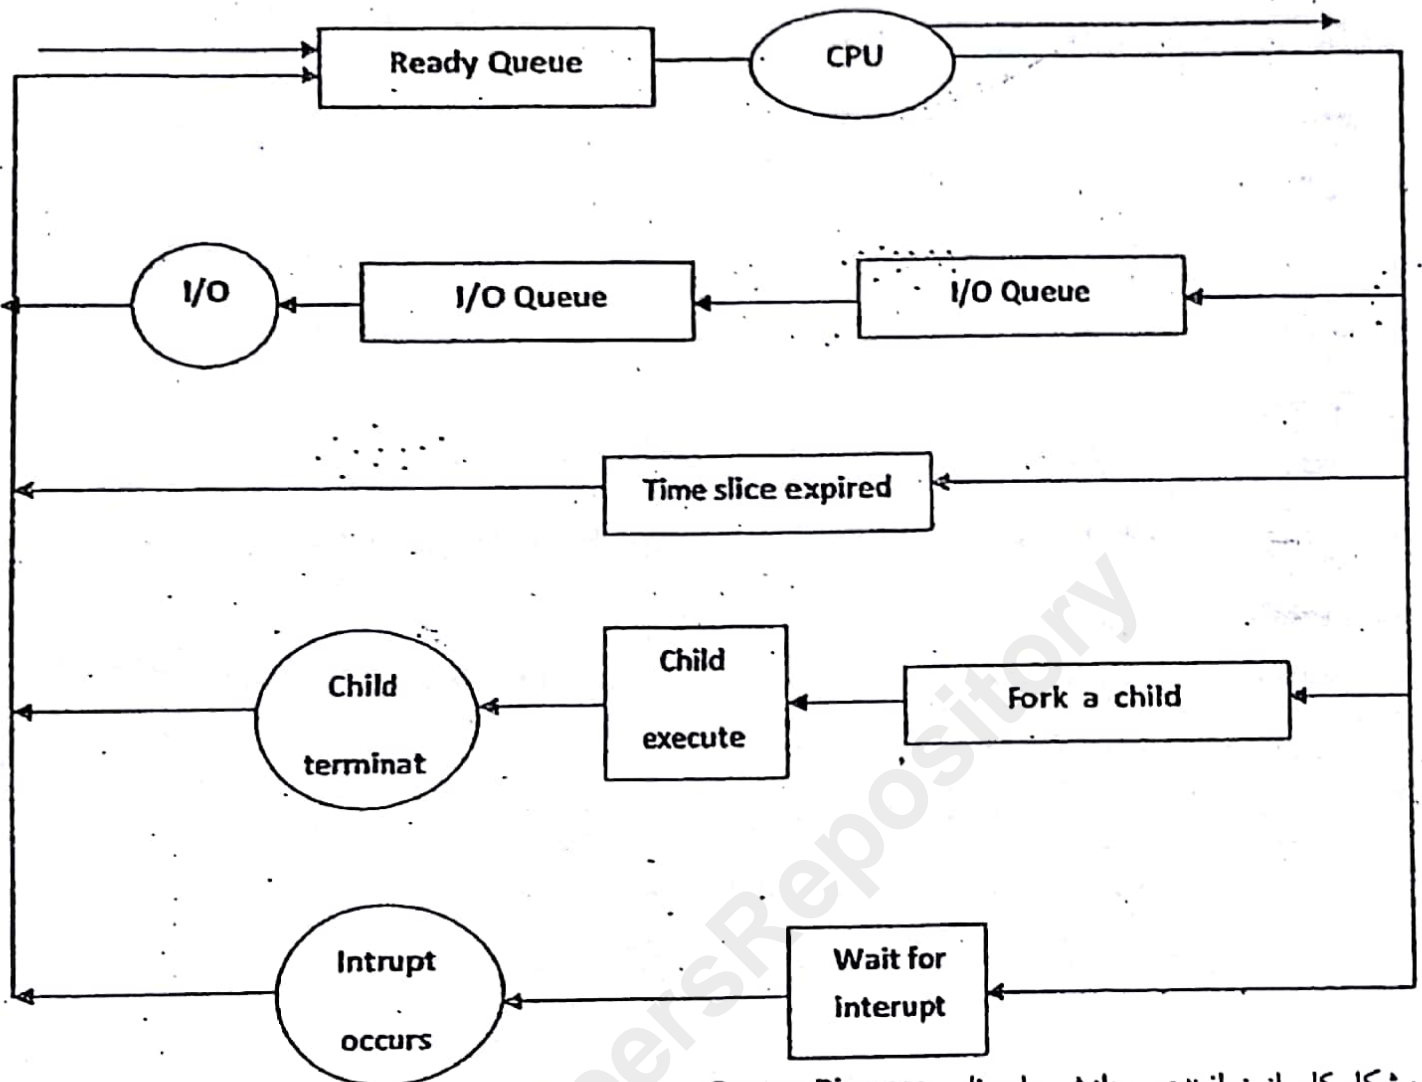 Ready Queue
CPU
I/O
I/O Queue
I/O Queue
Time slice expired
Child
terminat
Child
execute
Fork a child
Intrupt
occurs
Wait for
interupt
ersRepository